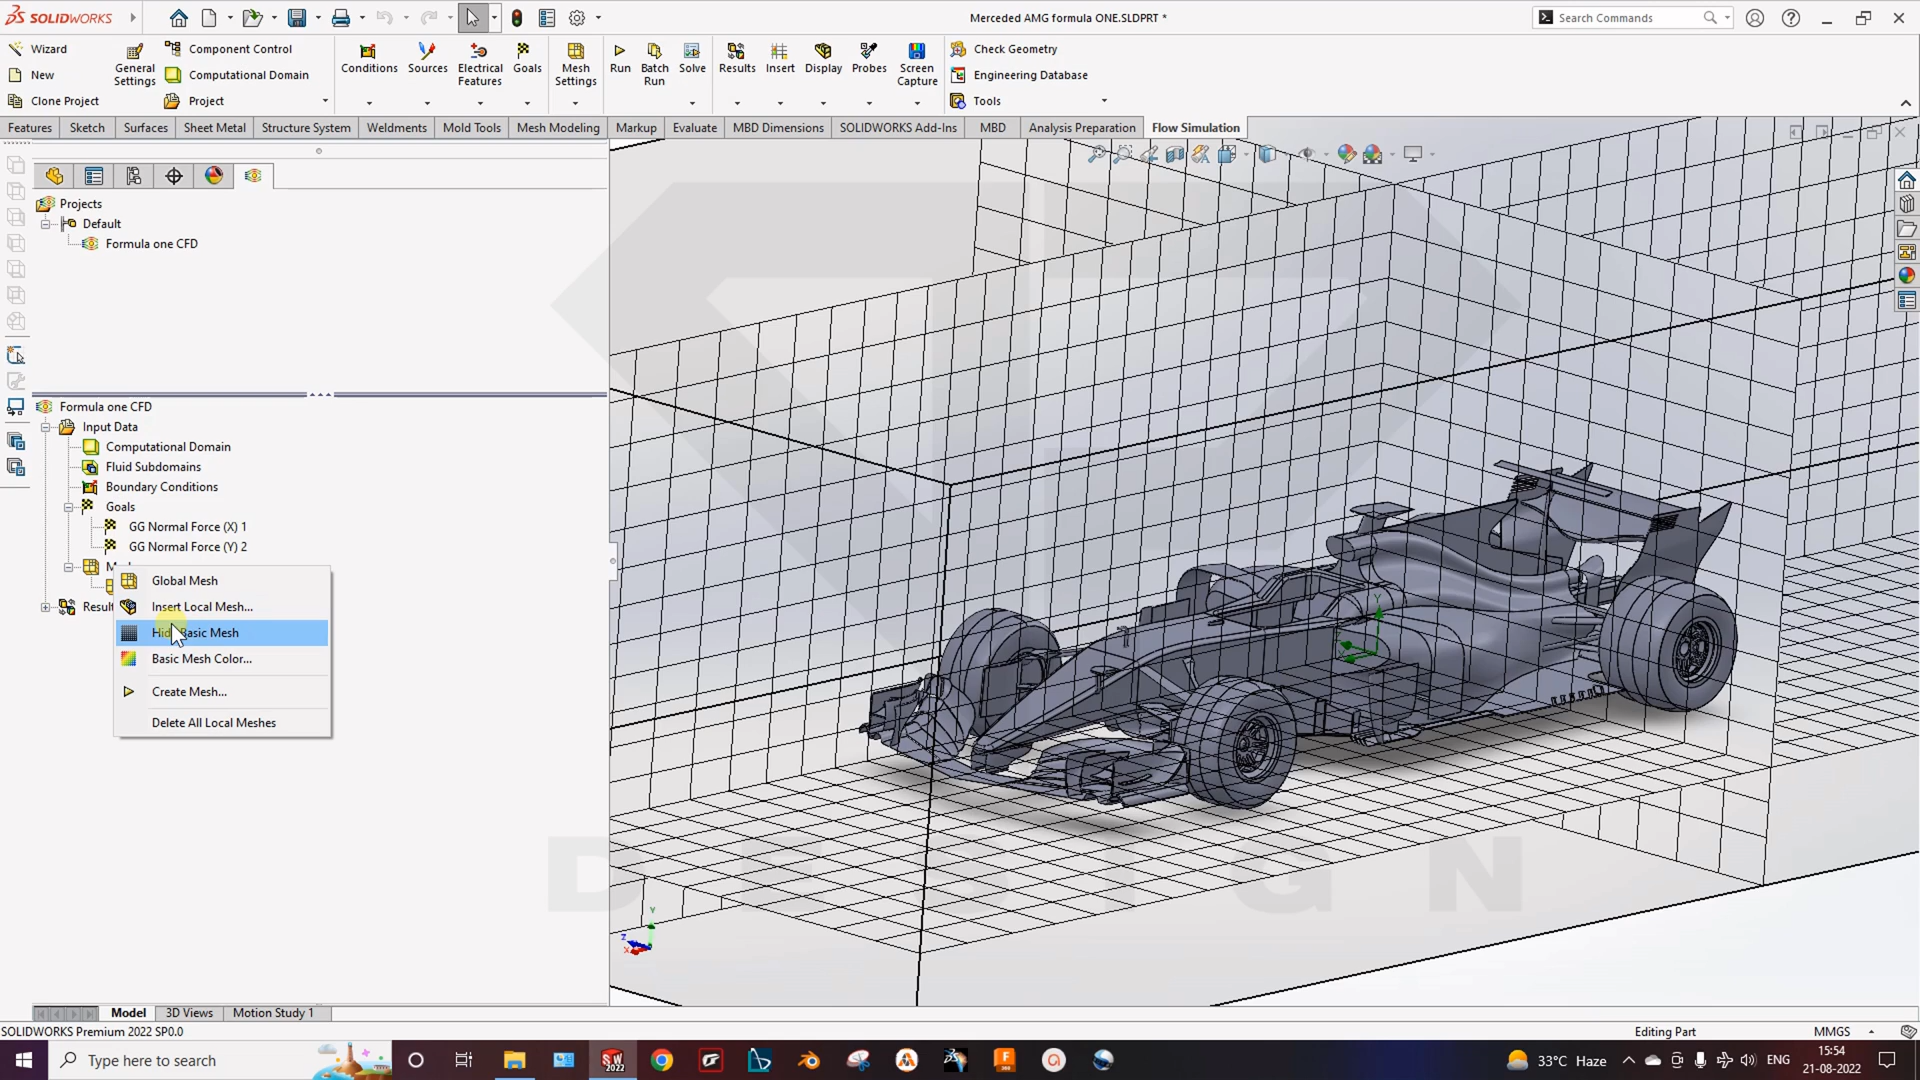 SOLIDWORKS
Merceded AMG formula ONE.SLDPRT *
Search Commands
Wizard
New
Clone Project
General Settings
Component Control
Computational Domain
Project
Conditions
Sources
Electrical Features
Goals
Mesh Settings
Run
Batch Run
Solve
Results
Insert
Display
Probes
Screen Capture
Check Geometry
Engineering Database
Tools
Features
Sketch
Surfaces
Sheet Metal
Structure System
Weldments
Mold Tools
Mesh Modeling
Markup
Evaluate
MBD Dimensions
SOLIDWORKS Add-Ins
MBD
Analysis Preparation
Flow Simulation
Projects
Default
Formula one CFD
Formula one CFD
Input Data
Computational Domain
Fluid Subdomains
Boundary Conditions
Goals
GG Normal Force (X) 1
GG Normal Force (Y) 2
Global Mesh
Insert Local Mesh...
Basic Mesh
Basic Mesh Color...
Create Mesh...
Delete All Local Meshes
Y
Y
Z
X
DESIGN
Model
3D Views
Motion Study 1
SOLIDWORKS Premium 2022 SP0.0
Editing Part
MMGS
Type here to search
SW
2022
33°C Haze
ENG
15:54
21-08-2022